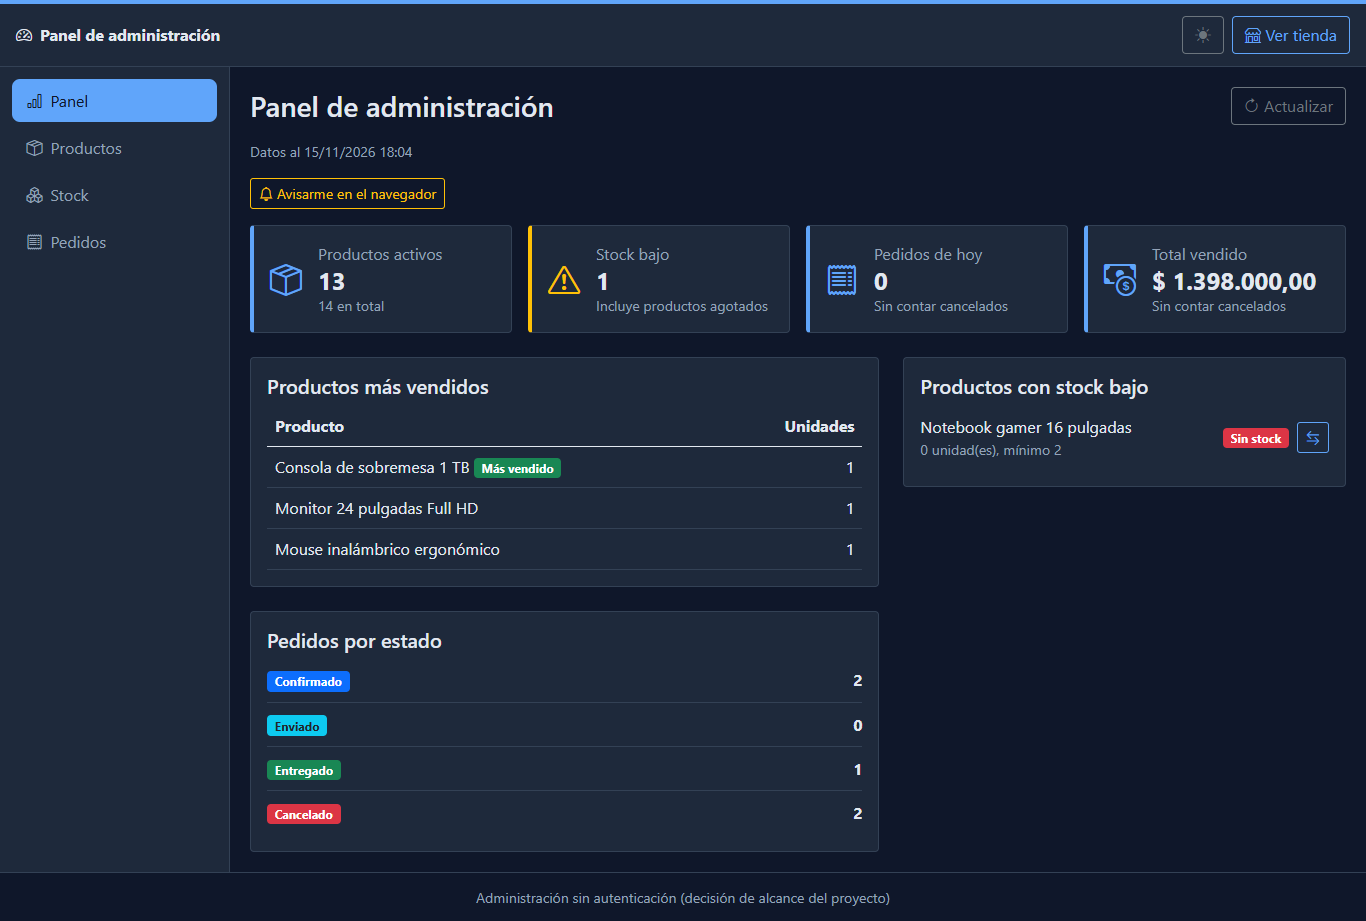 Panel de administración
Ver tienda
Panel
Productos
Stock
Pedidos
Panel de administración
Actualizar
Datos al 15/11/2026 18:04
Avisarme en el navegador
Productos activos
13
14 en total
Stock bajo
1
Incluye productos agotados
Pedidos de hoy
0
Sin contar cancelados
Total vendido
$ 1.398.000,00
Sin contar cancelados
Productos más vendidos
Producto Unidades
Consola de sobremesa 1 TB Más vendido 1
Monitor 24 pulgadas Full HD 1
Mouse inalámbrico ergonómico 1
Productos con stock bajo
Notebook gamer 16 pulgadas
0 unidad(es), mínimo 2
Sin stock
Pedidos por estado
Confirmado 2
Enviado 0
Entregado 1
Cancelado 2
Administración sin autenticación (decisión de alcance del proyecto)